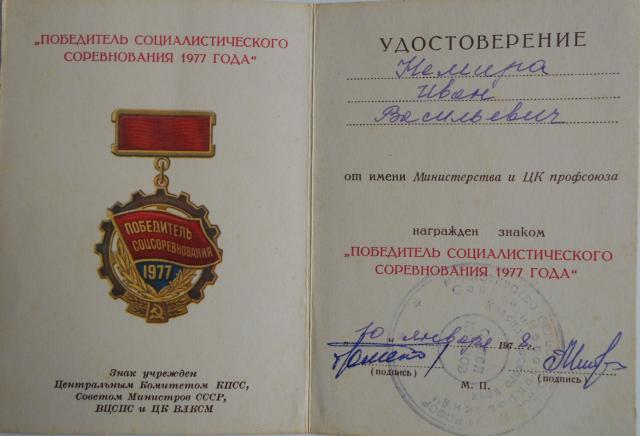 „ПОБЕДИТЕЛЬ СОЦИАЛИСТИЧЕСКОГО
СОРЕВНОВАНИЯ 1977 ГОДА“
ПОБЕДИТЕЛЬ
СОЦСОРЕВНОВАНИЯ
1977
Знак учрежден
Центральным Комитетом КПСС,
Советом Министров СССР,
ВЦСПС и ЦК ВЛКСМ
УДОСТОВЕРЕНИЕ
Немира
Иван
Васильевич
от имени Министерства и ЦК профсоюза
награжден знаком
„ПОБЕДИТЕЛЬ СОЦИАЛИСТИЧЕСКОГО
СОРЕВНОВАНИЯ 1977 ГОДА“
„10“ января 1978 г.
(подпись) М. П. (подпись)